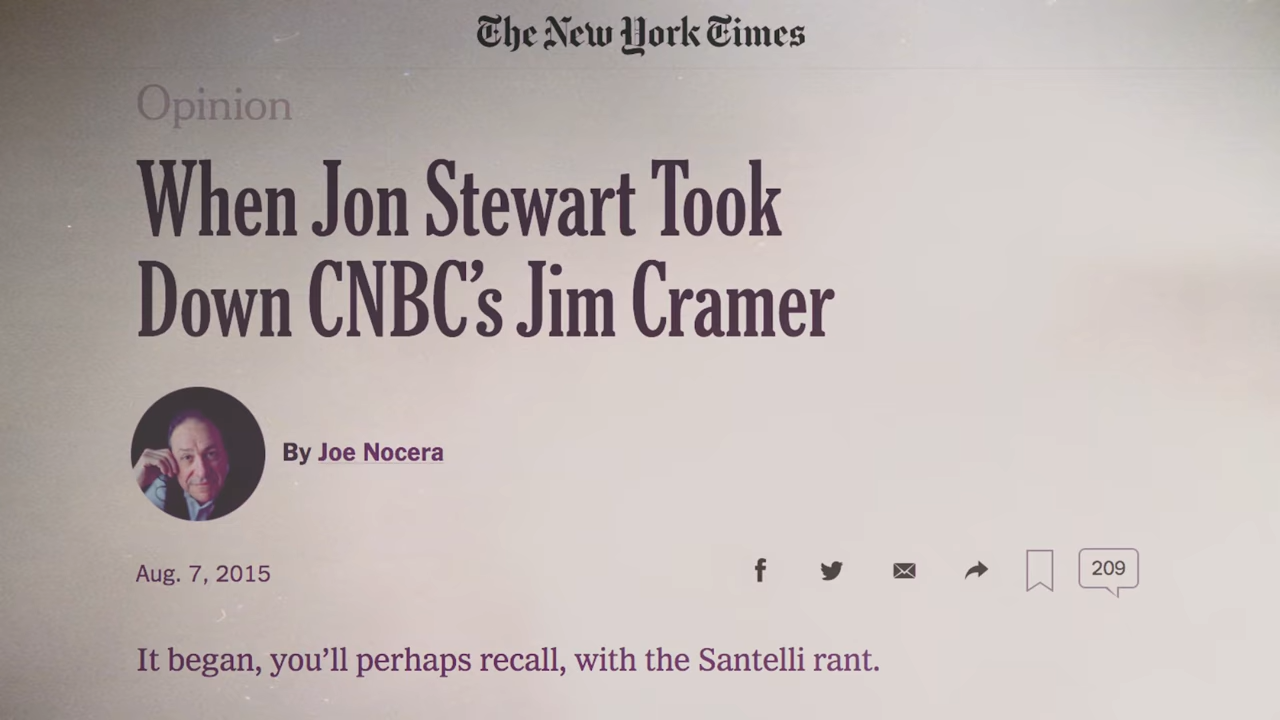 The New York Times
Opinion
When Jon Stewart Took
Down CNBC’s Jim Cramer
By Joe Nocera
Aug. 7, 2015
209
It began, you’ll perhaps recall, with the Santelli rant.